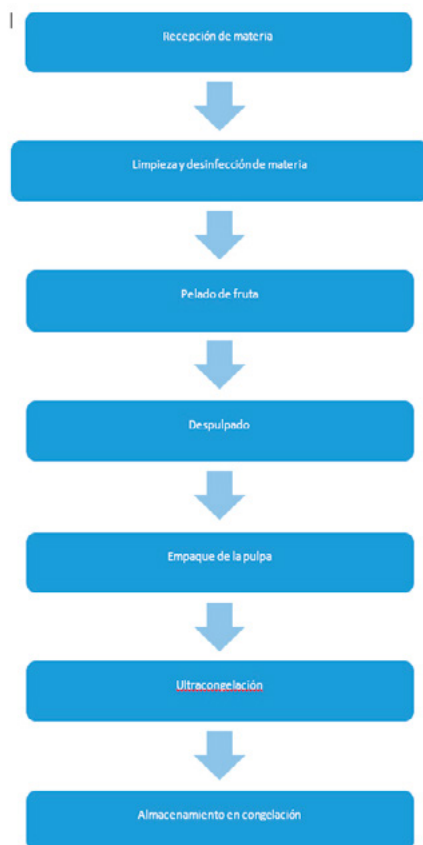 Recepción de materia
Limpieza y desinfección de materia
Pelado de fruta
Despulpado
Empaque de la pulpa
Ultracongelación
Almacenamiento en congelación